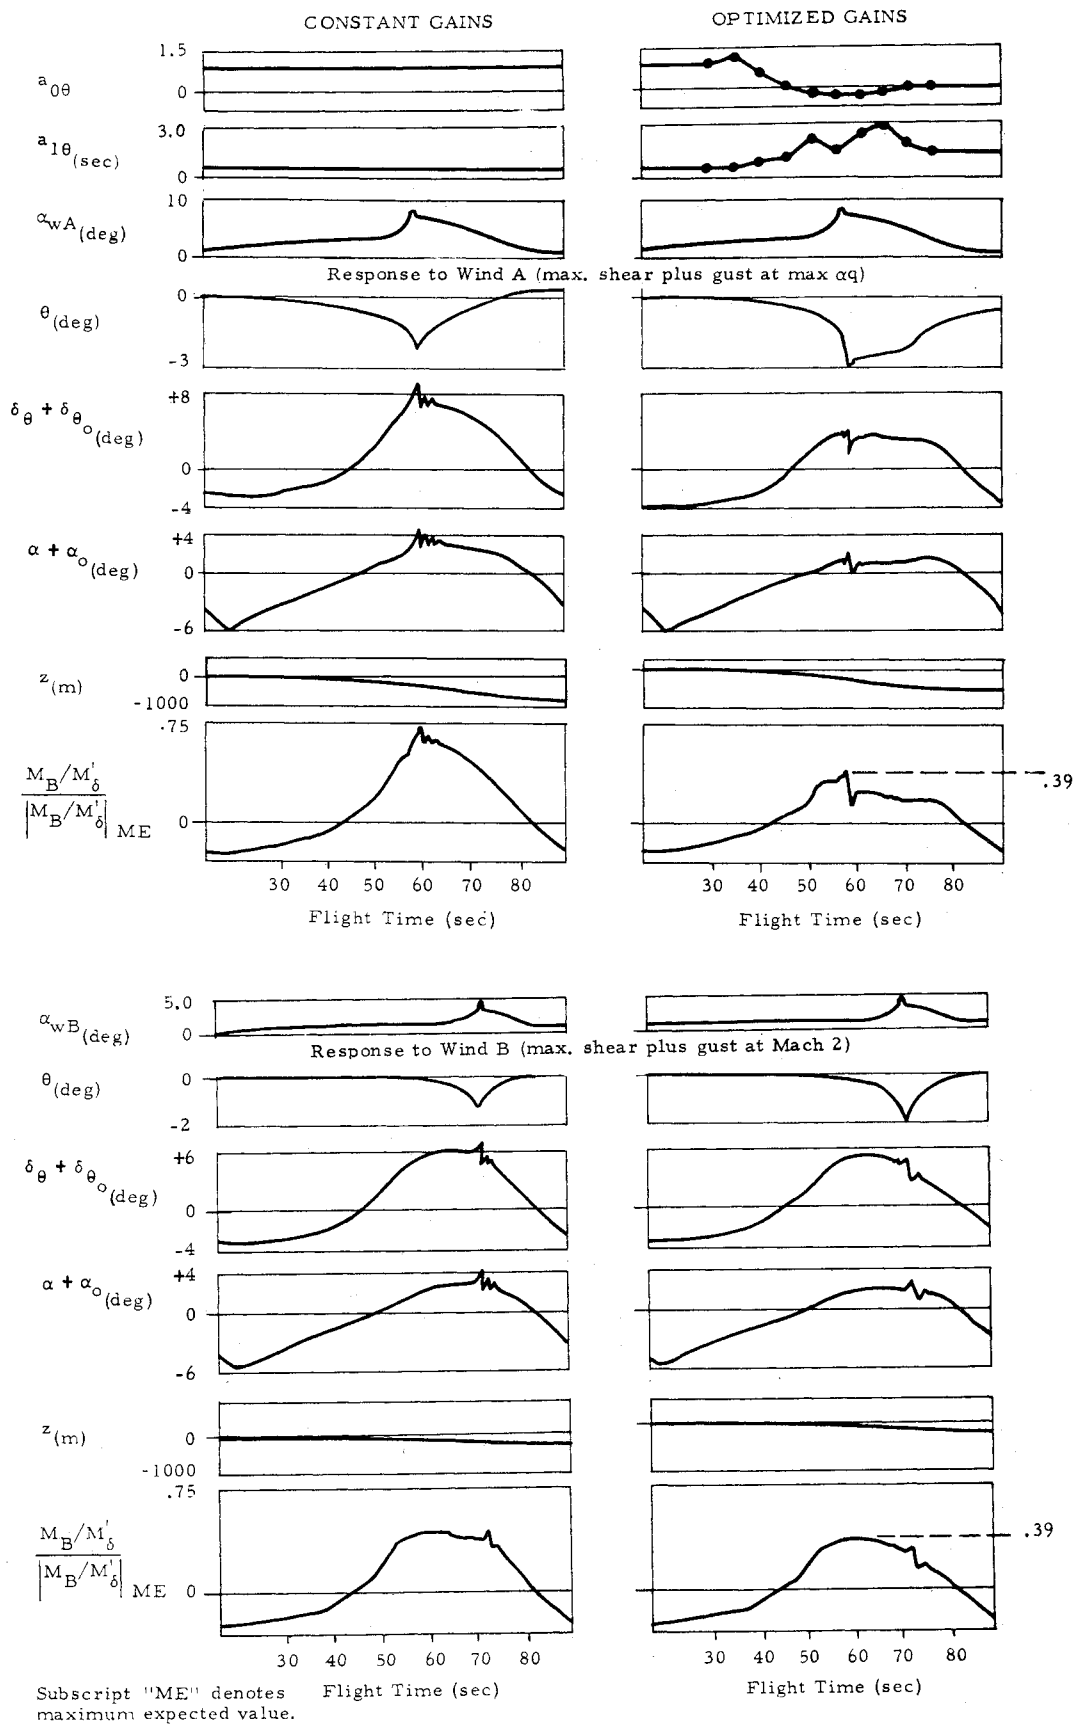 CONSTANT GAINS
OPTIMIZED GAINS
a0θ
1.5
0
a1θ(sec)
3.0
0
αwA(deg)
10
0
Response to Wind A (max. shear plus gust at max αq)
θ(deg)
0
-3
δθ + δθo(deg)
+8
0
-4
α + αo(deg)
+4
0
-6
z(m)
0
-1000
MB/M'δ
|MB/M'δ| ME
.75
0
.39
30 40 50 60 70 80
30 40 50 60 70 80
Flight Time (sec)
Flight Time (sec)
αwB(deg)
5.0
0
Response to Wind B (max. shear plus gust at Mach 2)
θ(deg)
0
-2
δθ + δθo(deg)
+6
0
-4
α + αo(deg)
+4
0
-6
z(m)
0
-1000
MB/M'δ
|MB/M'δ| ME
.75
0
.39
30 40 50 60 70 80
30 40 50 60 70 80
Flight Time (sec)
Flight Time (sec)
Subscript "ME" denotes
maximum expected value.